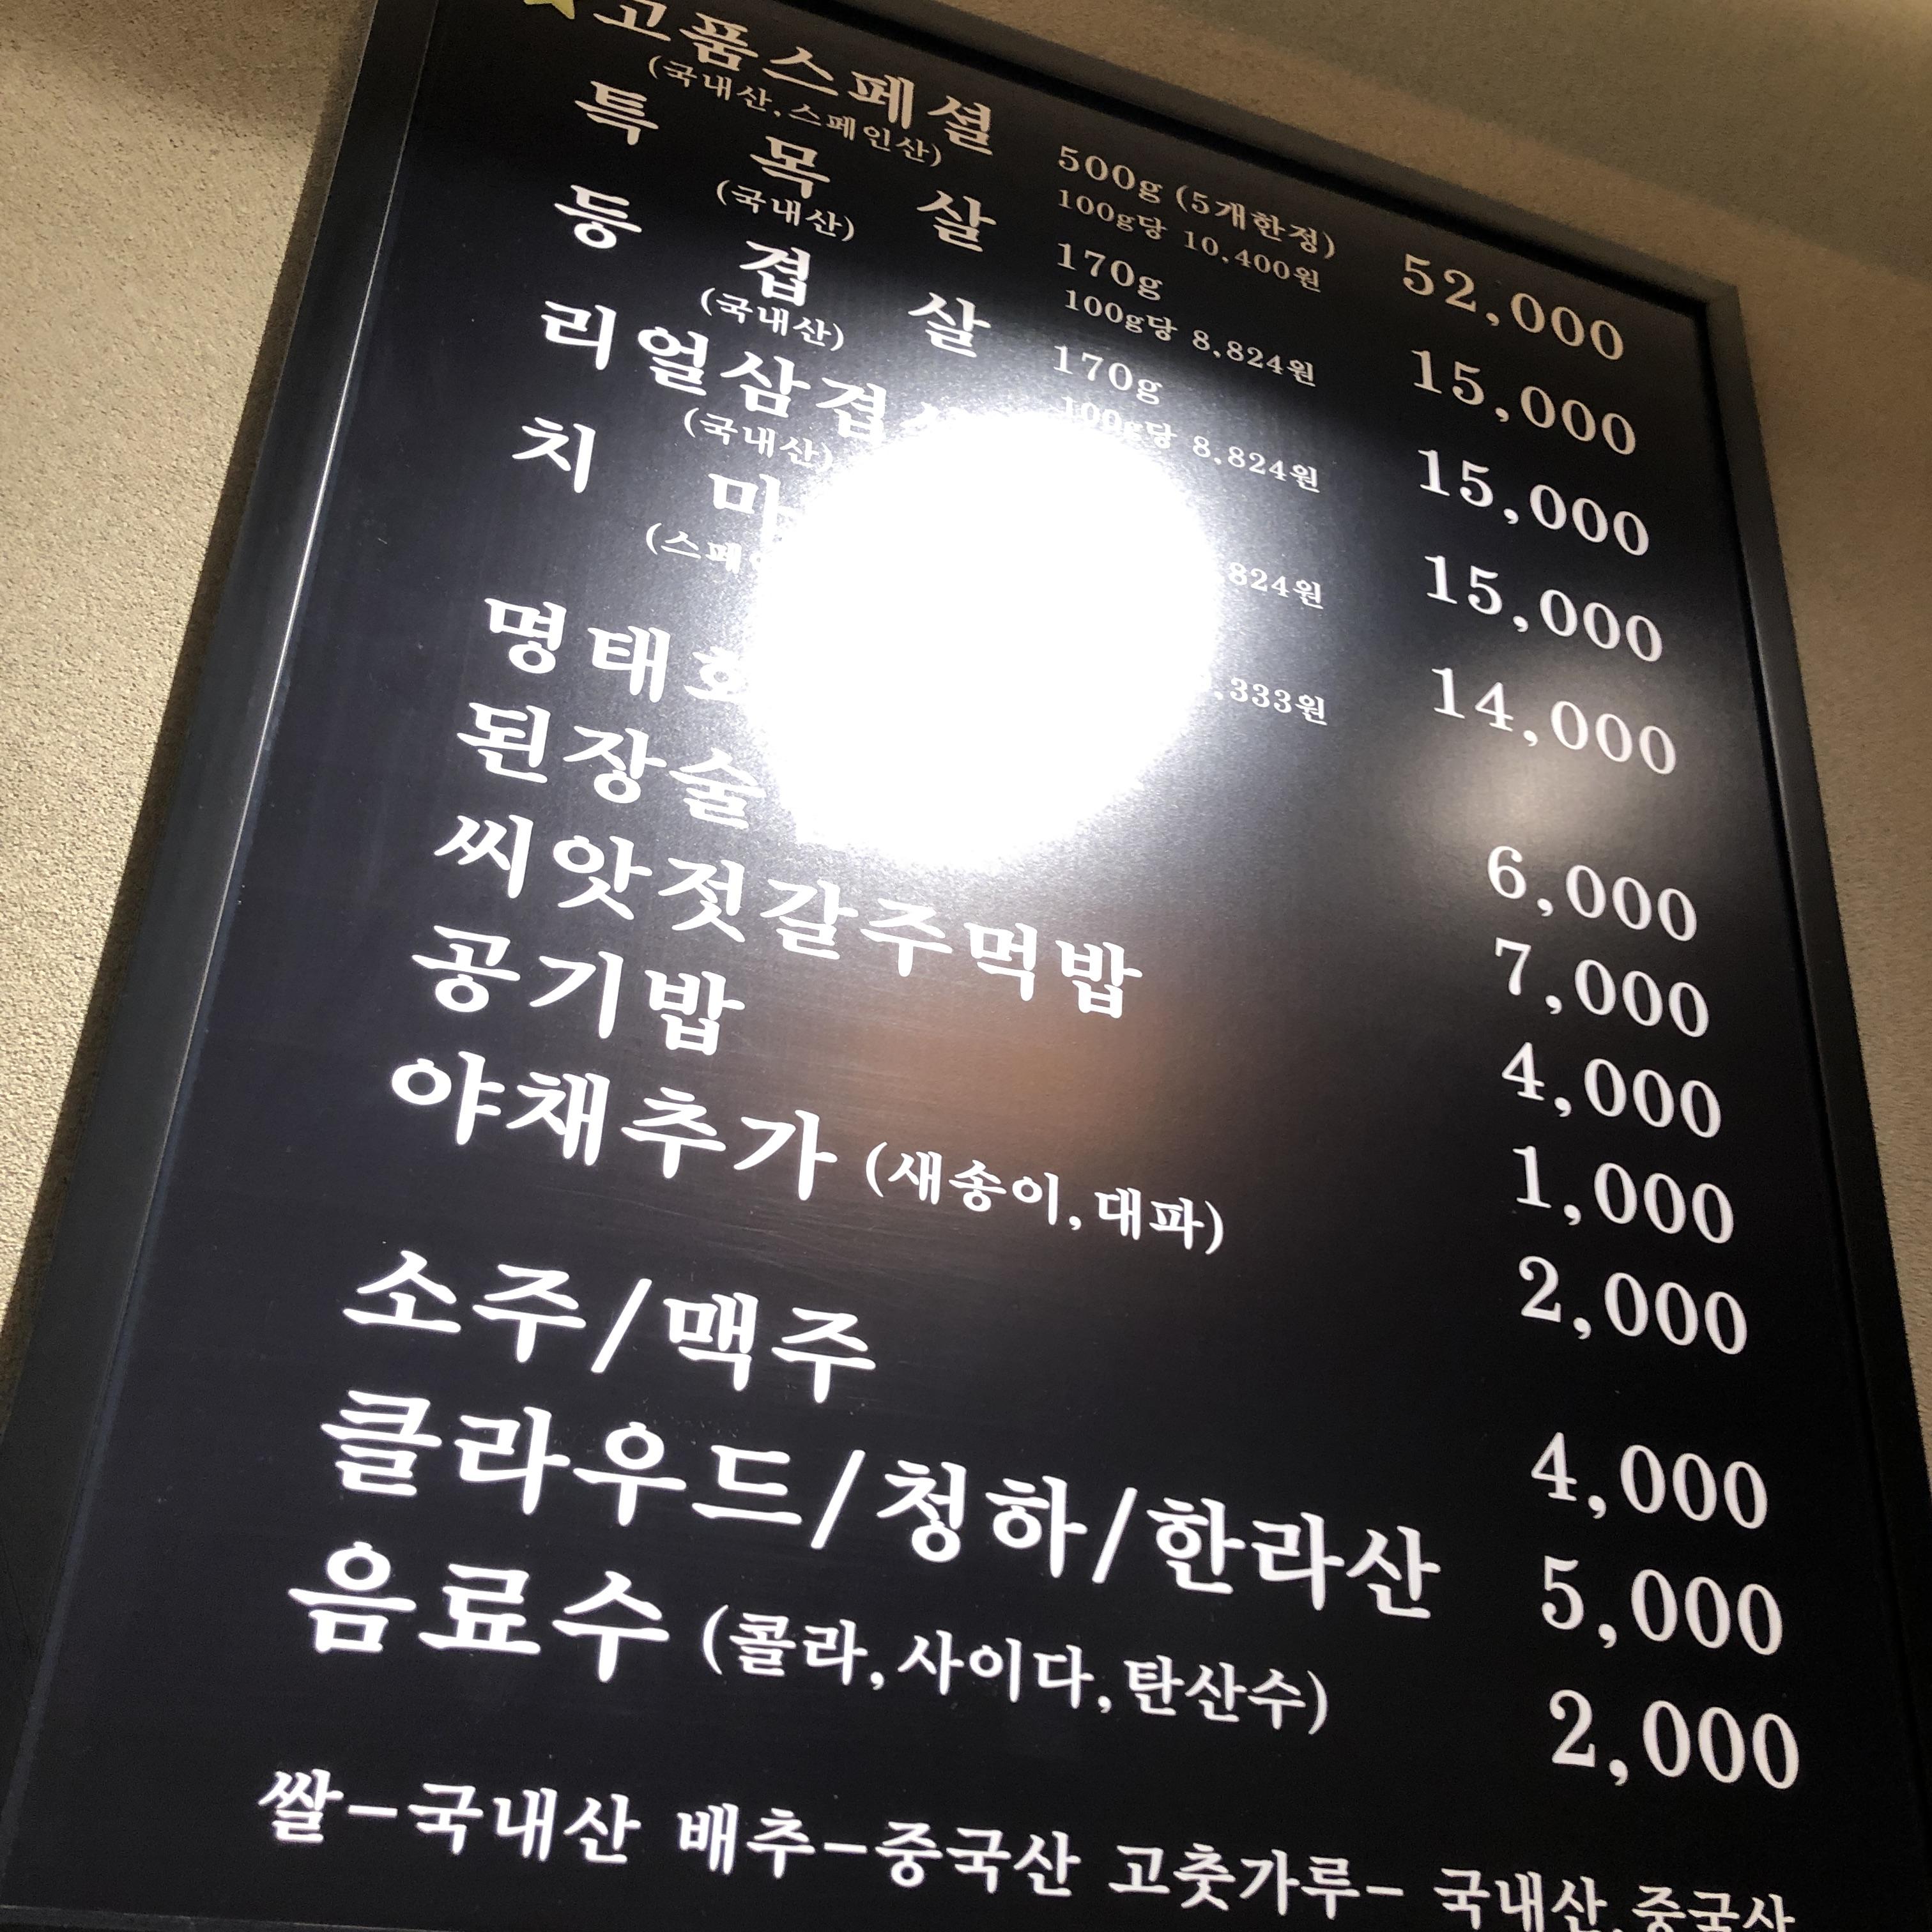 고품스페셜 500g (5개한정) 52,000
(국내산.스페인산) 100g당 10,400원
특목살 170g 15,000
(국내산) 100g당 8,824원
등겹살 170g 15,000
(국내산) 100g당 8,824원
리얼삼겹 15,000
(국내산) 824원
치마 14,000
333원
명태 6,000
된장술 7,000
씨앗젓갈주먹밥 4,000
공기밥 1,000
야채추가 (새송이,대파) 2,000
소주/맥주 4,000
클라우드/청하/한라산 5,000
음료수 (콜라,사이다,탄산수) 2,000
쌀-국내산 배추-중국산 고춧가루- 국내산,중국산